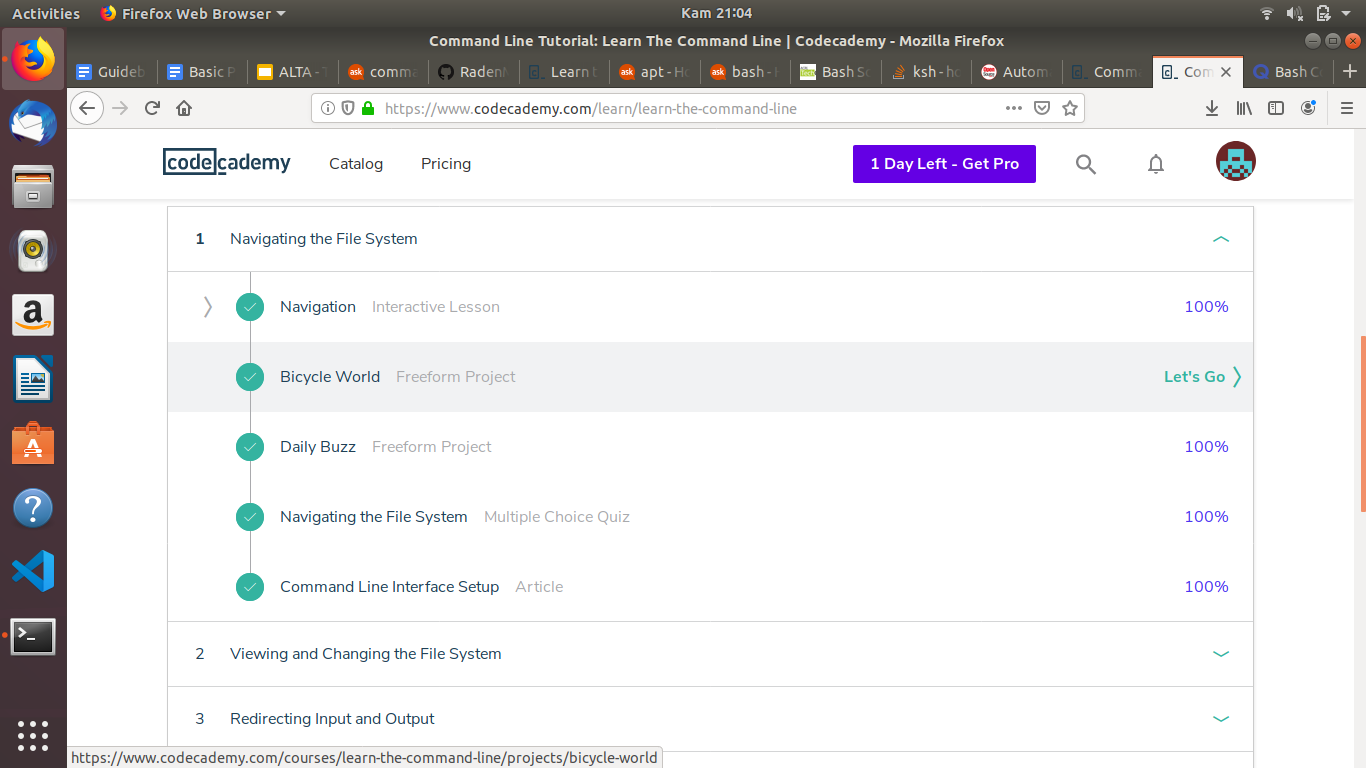 Activities Firefox Web Browser Kam 21:04
Command Line Tutorial: Learn The Command Line | Codecademy - Mozilla Firefox
Guideb Basic P ALTA - T comma RadenM Learn t apt - Ho bash - H Bash Sc ksh - ho Automa Comma Com Bash Co
https://www.codecademy.com/learn/learn-the-command-line
codecademy Catalog Pricing 1 Day Left - Get Pro
1 Navigating the File System
Navigation Interactive Lesson 100%
Bicycle World Freeform Project Let's Go
Daily Buzz Freeform Project 100%
Navigating the File System Multiple Choice Quiz 100%
Command Line Interface Setup Article 100%
2 Viewing and Changing the File System
3 Redirecting Input and Output
https://www.codecademy.com/courses/learn-the-command-line/projects/bicycle-world